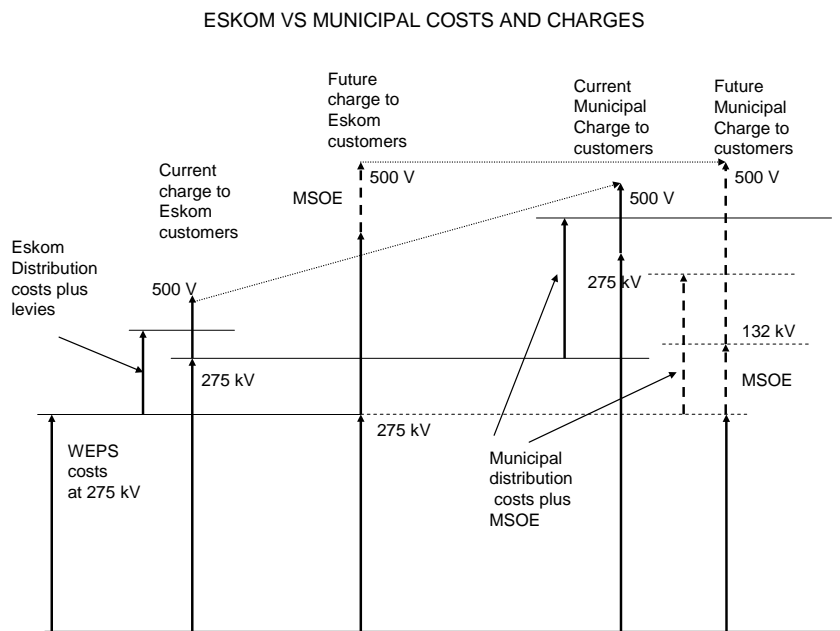 ESKOM VS MUNICIPAL COSTS AND CHARGES
Future
charge to
Eskom
customers
Current
Municipal
Charge to
customers
Future
Municipal
Charge to
customers
Current
charge to
Eskom
customers
500 V
500 V
MSOE
500 V
Eskom
Distribution
costs plus
levies
500 V
275 kV
132 kV
275 kV
MSOE
275 kV
WEPS
costs
at 275 kV
Municipal
distribution
costs plus
MSOE